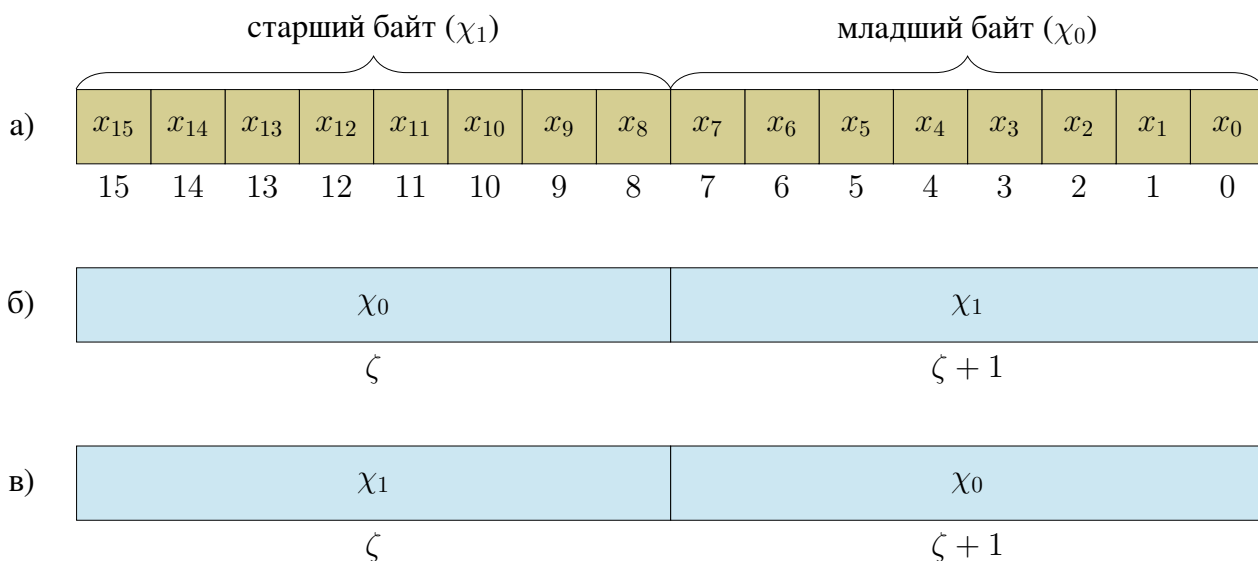 старший байт (χ₁) младший байт (χ₀)
а) x₁₅ x₁₄ x₁₃ x₁₂ x₁₁ x₁₀ x₉ x₈ x₇ x₆ x₅ x₄ x₃ x₂ x₁ x₀
15 14 13 12 11 10 9 8 7 6 5 4 3 2 1 0
б) χ₀ χ₁
ζ ζ + 1
в) χ₁ χ₀
ζ ζ + 1